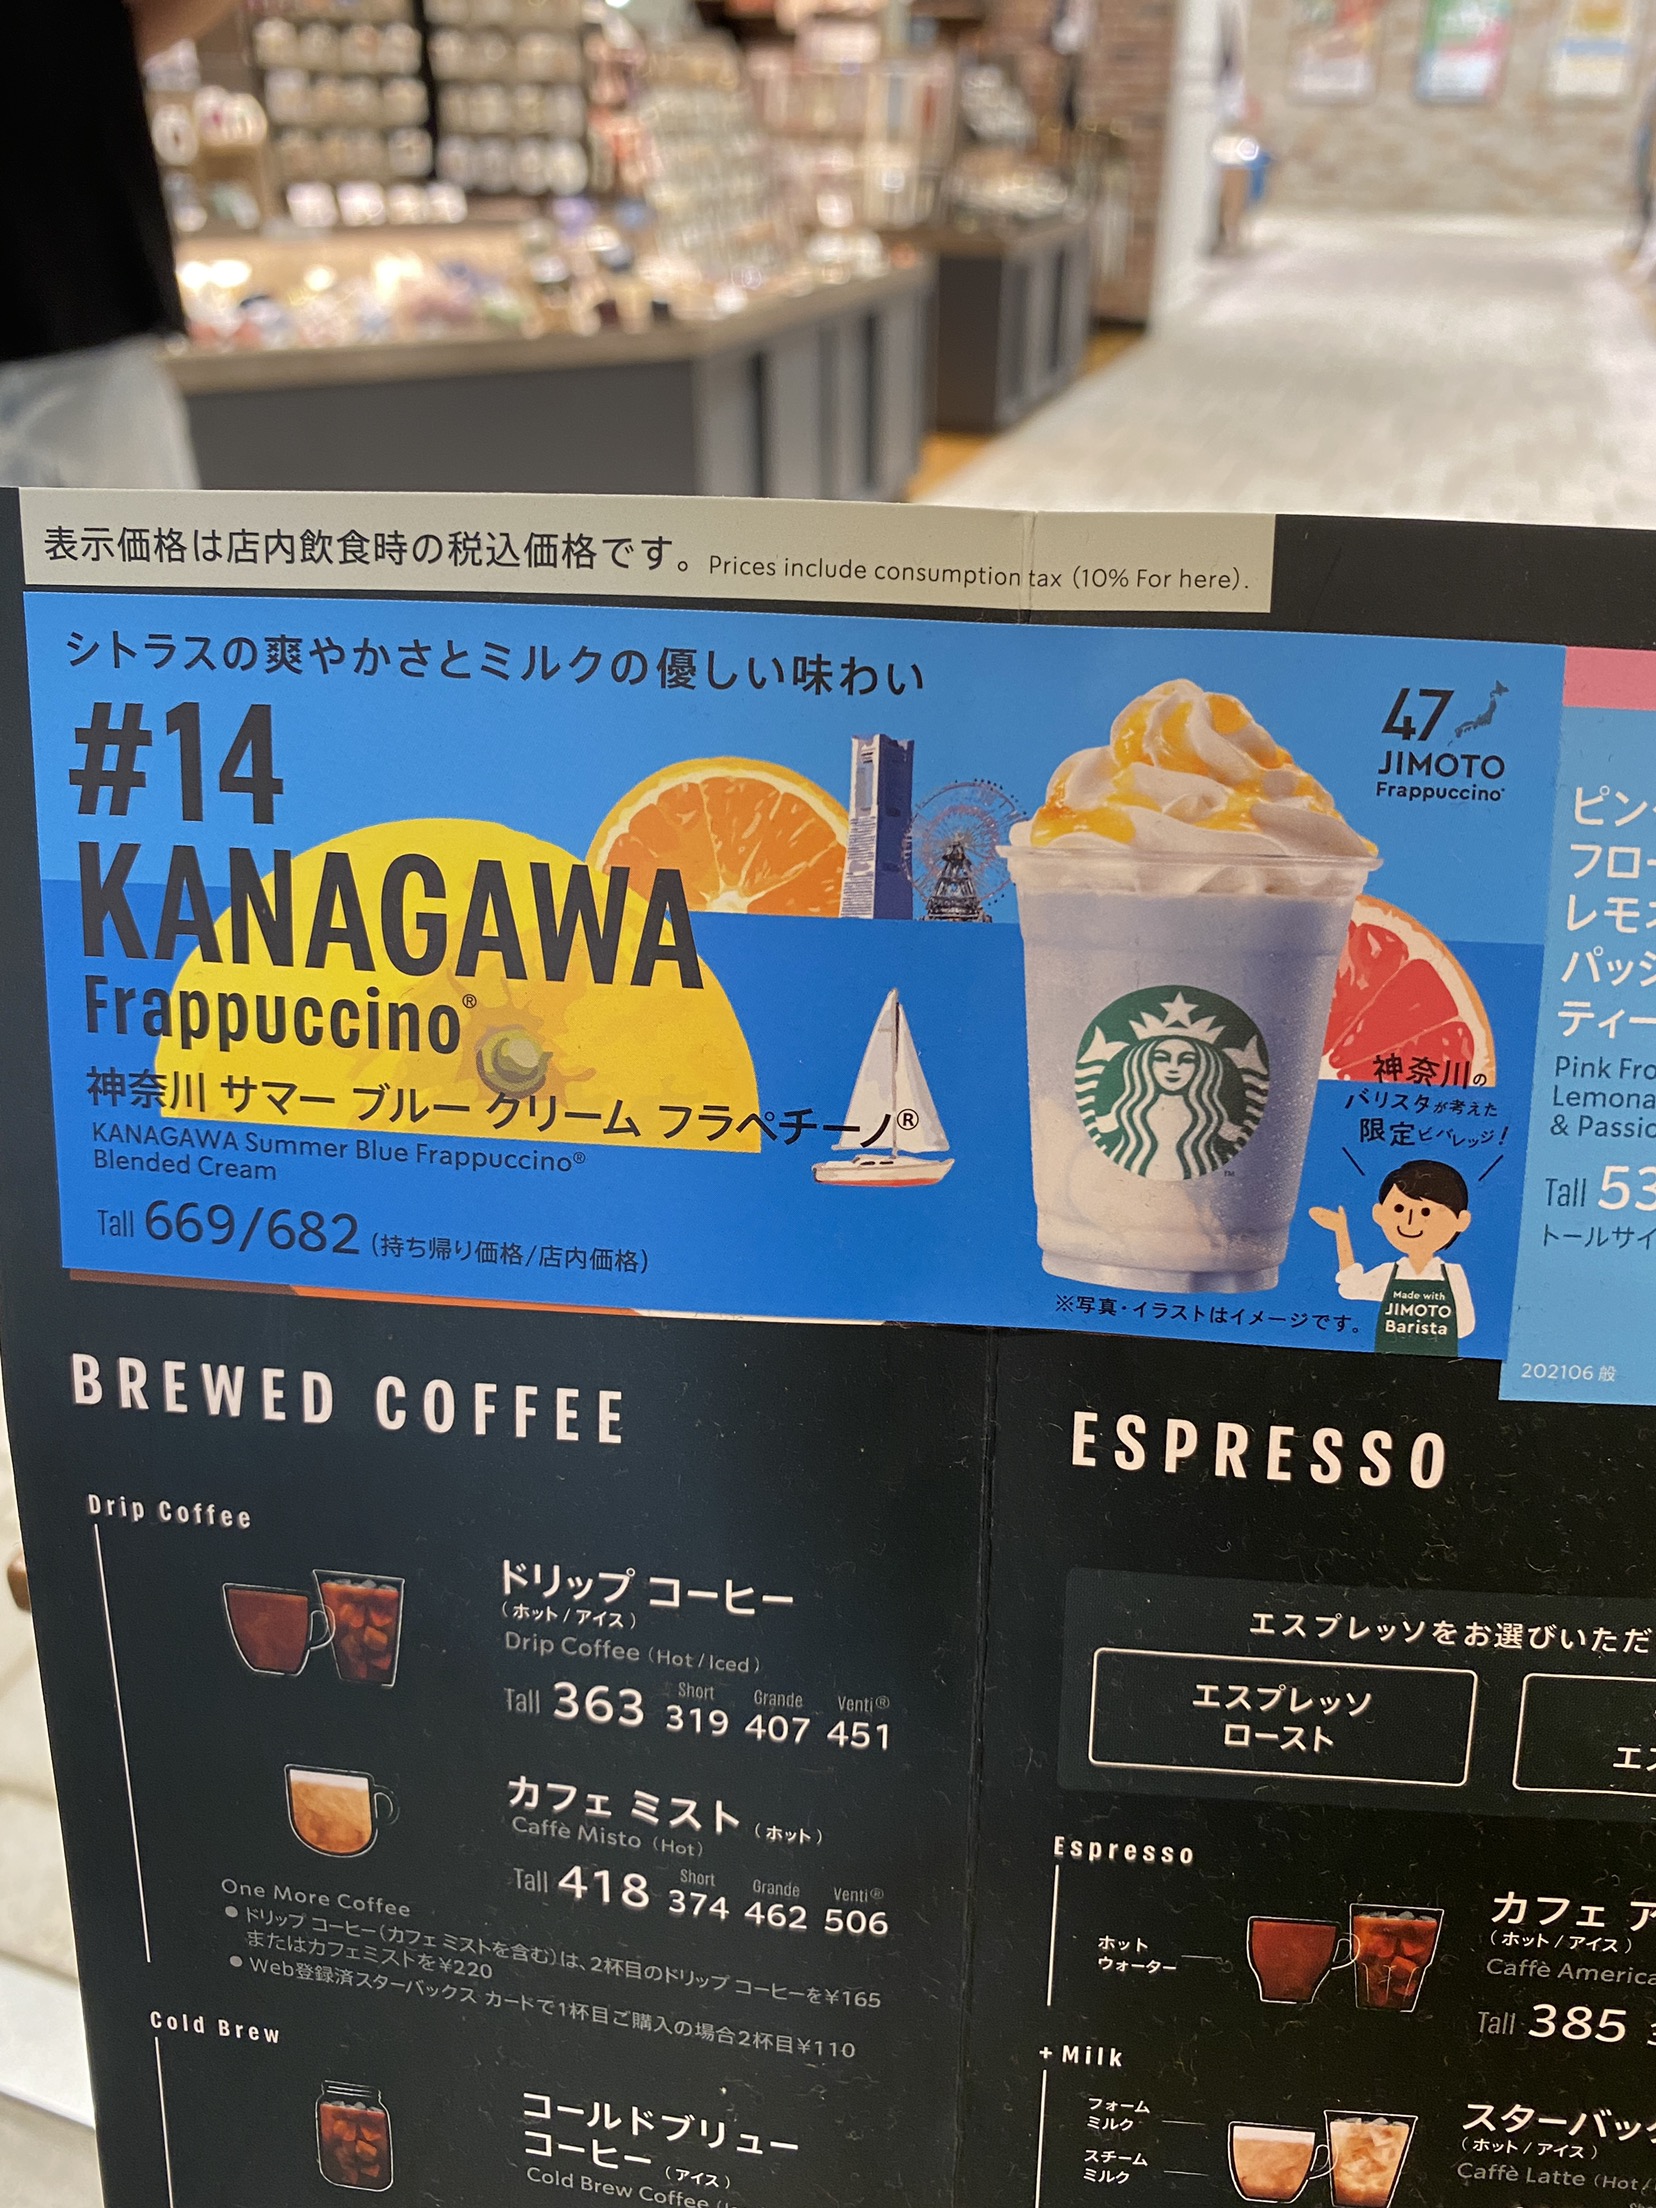 表示価格は店内飲食時の税込価格です。 Prices include consumption tax (10% For here).
シトラスの爽やかさとミルクの優しい味わい
#14
KANAGAWA
Frappuccino®
神奈川 サマー ブルー クリーム フラペチーノ®
KANAGAWA Summer Blue Frappuccino®
Blended Cream
Tall 669/682 (持ち帰り価格/店内価格)
47
JIMOTO
Frappuccino®
神奈川の
バリスタが考えた
限定ビバレッジ!
Made with
JIMOTO
Barista
※写真・イラストはイメージです。
ピン
フロー
レモ
パッシ
ティー
Pink Fro
Lemona
& Passio
Tall 53
トールサイ
202106 般
BREWED COFFEE
Drip Coffee
ドリップ コーヒー
(ホット/アイス)
Drip Coffee (Hot/Iced)
Short Grande Venti®
Tall 363 319 407 451
カフェ ミスト (ホット)
Caffè Misto (Hot)
Short Grande Venti®
Tall 418 374 462 506
One More Coffee
●ドリップ コーヒー(カフェ ミストを含む)は、2杯目のドリップ コーヒーを¥165
またはカフェミストを¥220
●Web登録済スターバックス カードで1杯目ご購入の場合2杯目¥110
Cold Brew
コールドブリュー
コーヒー (アイス)
Cold Brew Coffee
ESPRESSO
エスプレッソをお選びいただ
エスプレッソ
ロースト
エ
Espresso
ホット
ウォーター
カフェ ア
(ホット/アイス)
Caffè America
Tall 385
+Milk
フォーム
ミルク
スチーム
ミルク
スターバッ
(ホット/アイス)
Caffè Latte (Hot/